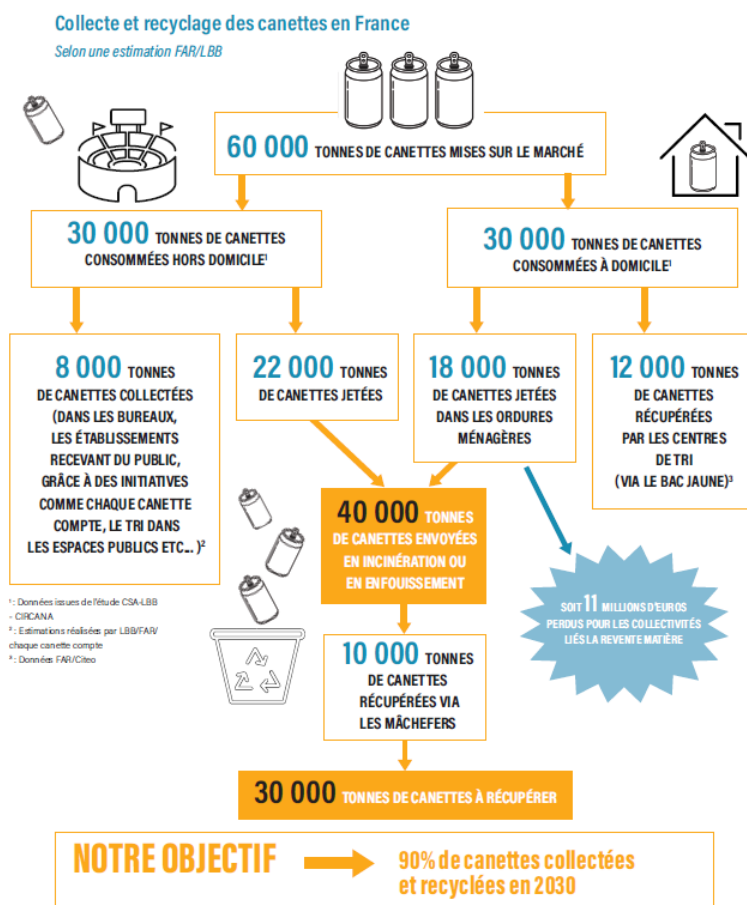 Collecte et recyclage des canettes en France
Selon une estimation FAR/LBB
60 000 TONNES DE CANETTES MISES SUR LE MARCHÉ
30 000 TONNES DE CANETTES
CONSOMMÉES HORS DOMICILE¹
30 000 TONNES DE CANETTES
CONSOMMÉES À DOMICILE¹
8 000 TONNES
DE CANETTES COLLECTÉES
(DANS LES BUREAUX,
LES ÉTABLISSEMENTS
RECEVANT DU PUBLIC,
GRÂCE À DES INITIATIVES
COMME CHAQUE CANETTE
COMPTE, LE TRI DANS
LES ESPACES PUBLICS ETC... )²
22 000 TONNES
DE CANETTES JETÉES
18 000 TONNES
DE CANETTES JETÉES
DANS LES ORDURES
MÉNAGÈRES
12 000 TONNES
DE CANETTES
RÉCUPÉRÉES
PAR LES CENTRES
DE TRI
(VIA LE BAC JAUNE)³
40 000 TONNES
DE CANETTES ENVOYÉES
EN INCINÉRATION OU
EN ENFOUISSEMENT
SOIT 11 MILLIONS D'EUROS
PERDUS POUR LES COLLECTIVITÉS
LIÉS LA REVENTE MATIÈRE
¹ : Données issues de l'étude CSA-LBB
- CIRCANA
² : Estimations réalisées par LBB/FAR/
chaque canette compte
³ : Données FAR/Citeo
10 000 TONNES
DE CANETTES
RÉCUPÉRÉES VIA
LES MÂCHEFERS
30 000 TONNES DE CANETTES À RÉCUPÉRER
NOTRE OBJECTIF
90% de canettes collectées
et recyclées en 2030